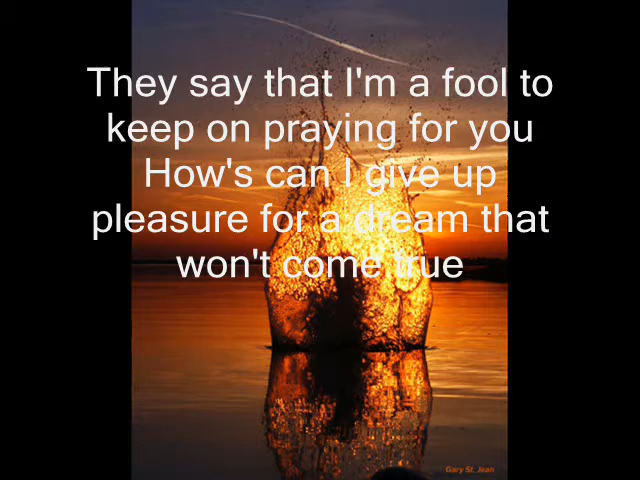 They say that I'm a fool to
keep on praying for you
How's can I give up
pleasure for a dream that
won't come true
Gary St. Jean